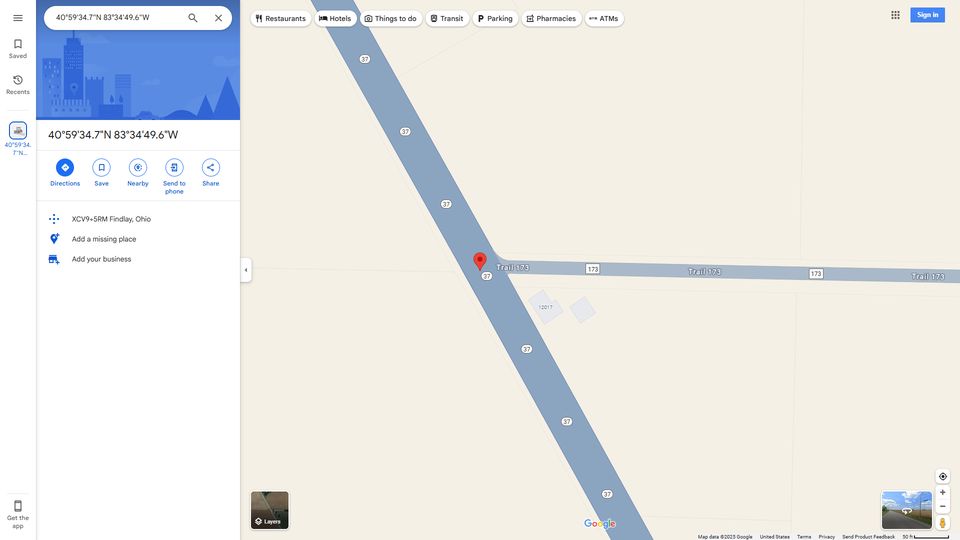 40°59'34.7"N 83°34'49.6"W
Restaurants
Hotels
Things to do
Transit
Parking
Pharmacies
ATMs
Sign in
Saved
Recents
40°59'34.
7"N...
40°59'34.7"N 83°34'49.6"W
Directions
Save
Nearby
Send to
phone
Share
XCV9+5RM Findlay, Ohio
Add a missing place
Add your business
37
37
37
37
Trail 173
173
Trail 173
173
Trail 173
12017
37
37
37
Get the
app
Layers
Google
Map data ©2025 Google
United States
Terms
Privacy
Send Product Feedback
50 ft